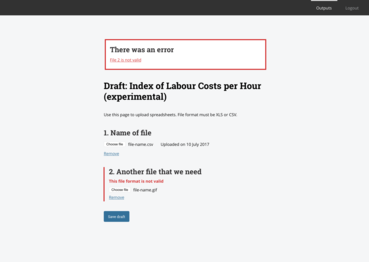 Outputs Logout
There was an error
File 2 is not valid
Draft: Index of Labour Costs per Hour
(experimental)
Use this page to upload spreadsheets. File format must be XLS or CSV.
1. Name of file
Choose file file-name.csv Uploaded on 10 July 2017
Remove
2. Another file that we need
This file format is not valid
Choose file file-name.gif
Remove
Save draft